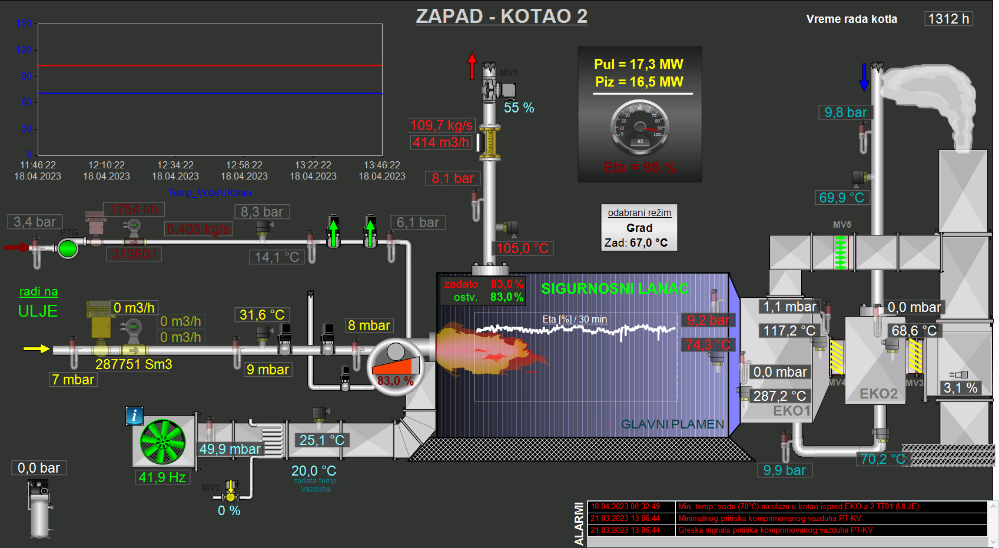 ZAPAD - KOTAO 2
Vreme rada kotla
1312 h
150
120
90
60
30
0
11:46:22 12:10:22 12:34:22 12:58:22 13:22:22 13:46:22
18.04.2023 18.04.2023 18.04.2023 18.04.2023 18.04.2023 18.04.2023
Temp_VodeUKotao
MV1
55 %
109,7 kg/s
414 m3/h
Kamstrup
8,1 bar
105,0 °C
Pul = 17,3 MW
Piz = 16,5 MW
0 10 20 30 40 50 60 70 80 90 100
95
Eta = 95 %
odabrani režim
Grad
Zad: 67,0 °C
9,8 bar
69,9 °C
MV5
3,4 bar
PTG
1754 l/h
0,403 kg/s
31360 l
8,3 bar
14,1 °C
6,1 bar
radi na
ULJE
0 m3/h
0 m3/h
0 m3/h
287751 Sm3
7 mbar
31,6 °C
9 mbar
8 mbar
83,0 %
zadato 83,0 %
ostv. 83,0 %
SIGURNOSNI LANAC
Eta [%] / 30 min
9,2 bar
74,3 °C
GLAVNI PLAMEN
1,1 mbar
117,2 °C
0,0 mbar
287,2 °C
EKO1
MV4
0,0 mbar
68,6 °C
EKO2
MV3
3,1 %
70,2 °C
9,9 bar
i
41,9 Hz
49,9 mbar
25,1 °C
20,0 °C
zadata temp.
vazduha
MV2
0 %
0,0 bar
ALARMI
18.04.2023 00:32:49 Min. temp. vode (70°C) na ulazu u kotao ispred EKO-a 2 TT01 (ULJE)
21.03.2023 13:06:44 Minimalnog pritiska komprimovanog vazduha PT-KV
21.03.2023 13:06:44 Greska signala pritiska komprimovanog vazduha PT-KV